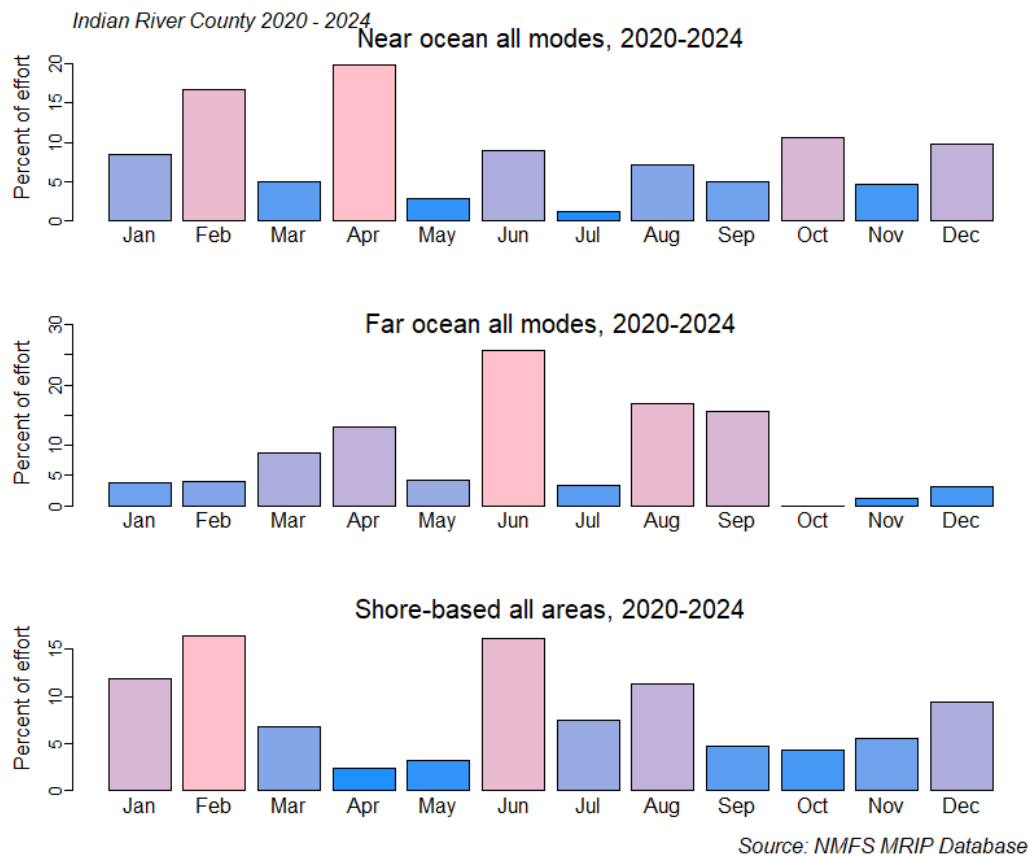 Indian River County 2020 - 2024
Near ocean all modes, 2020-2024
Percent of effort
20
15
10
5
0
Jan Feb Mar Apr May Jun Jul Aug Sep Oct Nov Dec
Far ocean all modes, 2020-2024
Percent of effort
30
20
10
5
0
Jan Feb Mar Apr May Jun Jul Aug Sep Oct Nov Dec
Shore-based all areas, 2020-2024
Percent of effort
15
10
5
0
Jan Feb Mar Apr May Jun Jul Aug Sep Oct Nov Dec
Source: NMFS MRIP Database